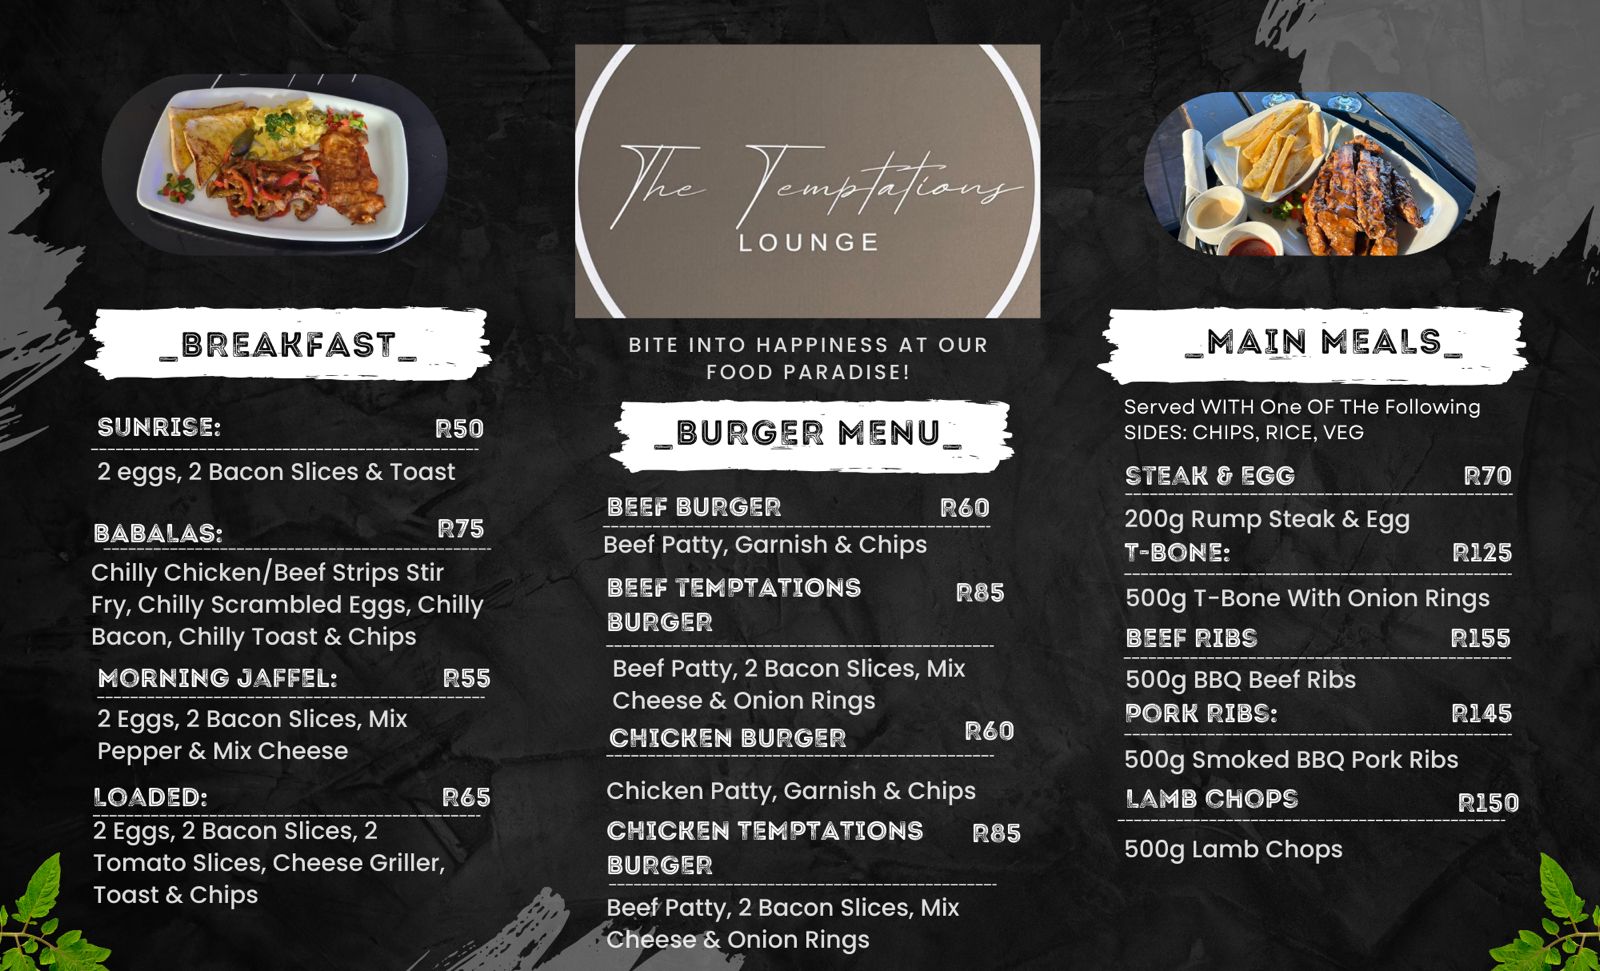 The Temptations
LOUNGE
BITE INTO HAPPINESS AT OUR
FOOD PARADISE!
_BREAKFAST_
SUNRISE: R50
2 eggs, 2 Bacon Slices & Toast
BABALAS: R75
Chilly Chicken/Beef Strips Stir
Fry, Chilly Scrambled Eggs, Chilly
Bacon, Chilly Toast & Chips
MORNING JAFFEL: R55
2 Eggs, 2 Bacon Slices, Mix
Pepper & Mix Cheese
LOADED: R65
2 Eggs, 2 Bacon Slices, 2
Tomato Slices, Cheese Griller,
Toast & Chips
_BURGER MENU_
BEEF BURGER R60
Beef Patty, Garnish & Chips
BEEF TEMPTATIONS R85
BURGER
Beef Patty, 2 Bacon Slices, Mix
Cheese & Onion Rings
CHICKEN BURGER R60
Chicken Patty, Garnish & Chips
CHICKEN TEMPTATIONS R85
BURGER
Beef Patty, 2 Bacon Slices, Mix
Cheese & Onion Rings
_MAIN MEALS_
Served WITH One OF THe Following
SIDES: CHIPS, RICE, VEG
STEAK & EGG R70
200g Rump Steak & Egg
T-BONE: R125
500g T-Bone With Onion Rings
BEEF RIBS R155
500g BBQ Beef Ribs
PORK RIBS: R145
500g Smoked BBQ Pork Ribs
LAMB CHOPS R150
500g Lamb Chops